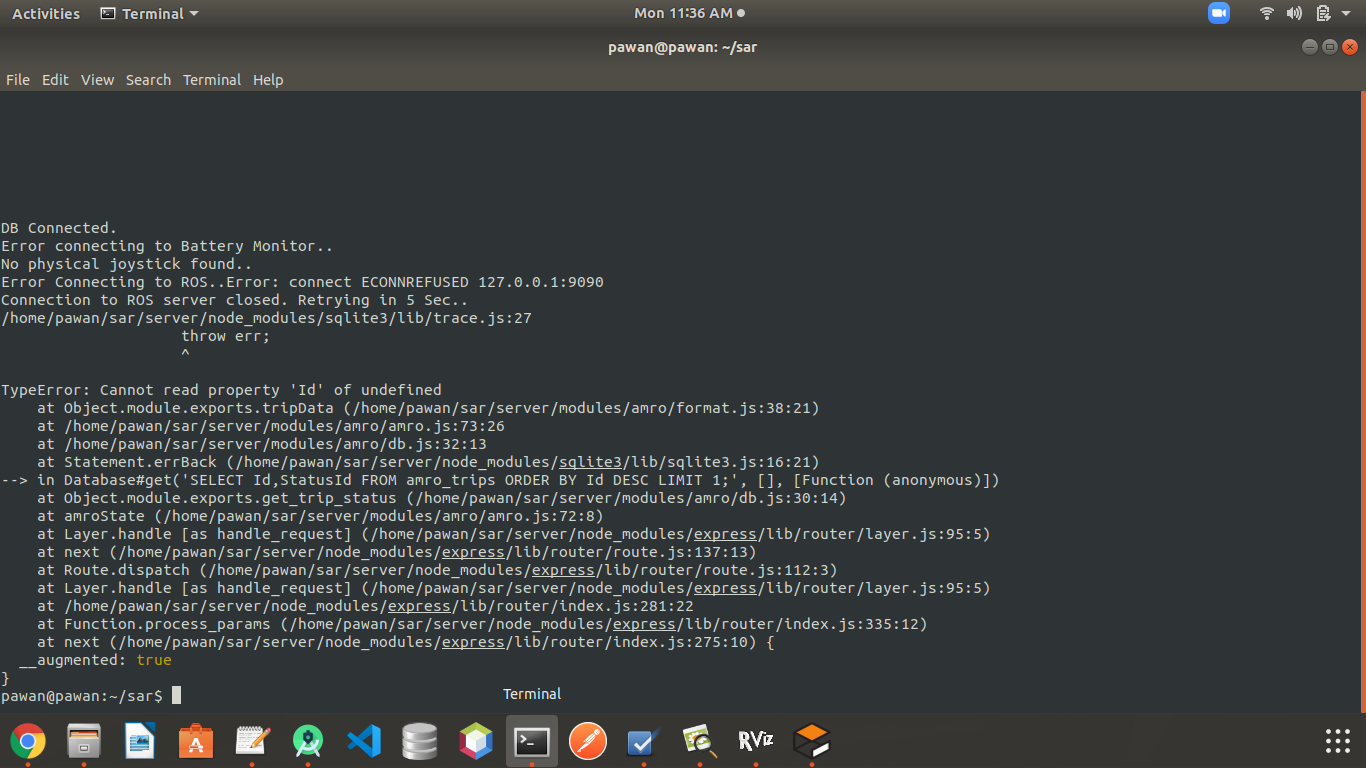 Activities Terminal Mon 11:36 AM
pawan@pawan: ~/sar
File Edit View Search Terminal Help
DB Connected.
Error connecting to Battery Monitor..
No physical joystick found..
Error Connecting to ROS..Error: connect ECONNREFUSED 127.0.0.1:9090
Connection to ROS server closed. Retrying in 5 Sec..
/home/pawan/sar/server/node_modules/sqlite3/lib/trace.js:27
throw err;
^
TypeError: Cannot read property 'Id' of undefined
at Object.module.exports.tripData (/home/pawan/sar/server/modules/amro/format.js:38:21)
at /home/pawan/sar/server/modules/amro/amro.js:73:26
at /home/pawan/sar/server/modules/amro/db.js:32:13
at Statement.errBack (/home/pawan/sar/server/node_modules/sqlite3/lib/sqlite3.js:16:21)
--> in Database#get('SELECT Id,StatusId FROM amro_trips ORDER BY Id DESC LIMIT 1;', [], [Function (anonymous)])
at Object.module.exports.get_trip_status (/home/pawan/sar/server/modules/amro/db.js:30:14)
at amroState (/home/pawan/sar/server/modules/amro/amro.js:72:8)
at Layer.handle [as handle_request] (/home/pawan/sar/server/node_modules/express/lib/router/layer.js:95:5)
at next (/home/pawan/sar/server/node_modules/express/lib/router/route.js:137:13)
at Route.dispatch (/home/pawan/sar/server/node_modules/express/lib/router/route.js:112:3)
at Layer.handle [as handle_request] (/home/pawan/sar/server/node_modules/express/lib/router/layer.js:95:5)
at /home/pawan/sar/server/node_modules/express/lib/router/index.js:281:22
at Function.process_params (/home/pawan/sar/server/node_modules/express/lib/router/index.js:335:12)
at next (/home/pawan/sar/server/node_modules/express/lib/router/index.js:275:10) {
__augmented: true
}
pawan@pawan:~/sar$
Terminal
RViz